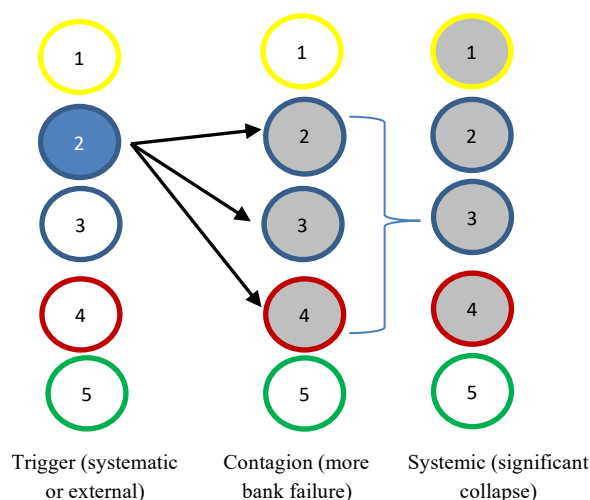 1
1
1
2
2
2
3
3
3
4
4
4
5
5
5
Trigger (systematic
or external)
Contagion (more
bank failure)
Systemic (significant
collapse)